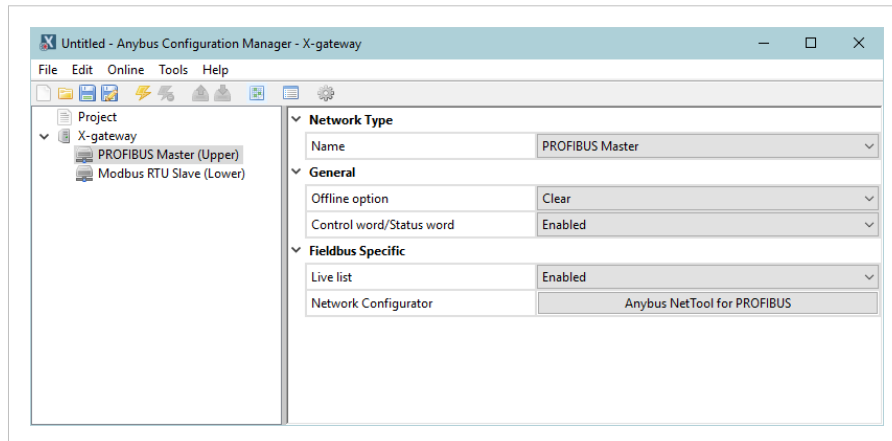 Untitled - Anybus Configuration Manager - X-gateway
File Edit Online Tools Help
Project
X-gateway
PROFIBUS Master (Upper)
Modbus RTU Slave (Lower)
Network Type
Name PROFIBUS Master
General
Offline option Clear
Control word/Status word Enabled
Fieldbus Specific
Live list Enabled
Network Configurator Anybus NetTool for PROFIBUS